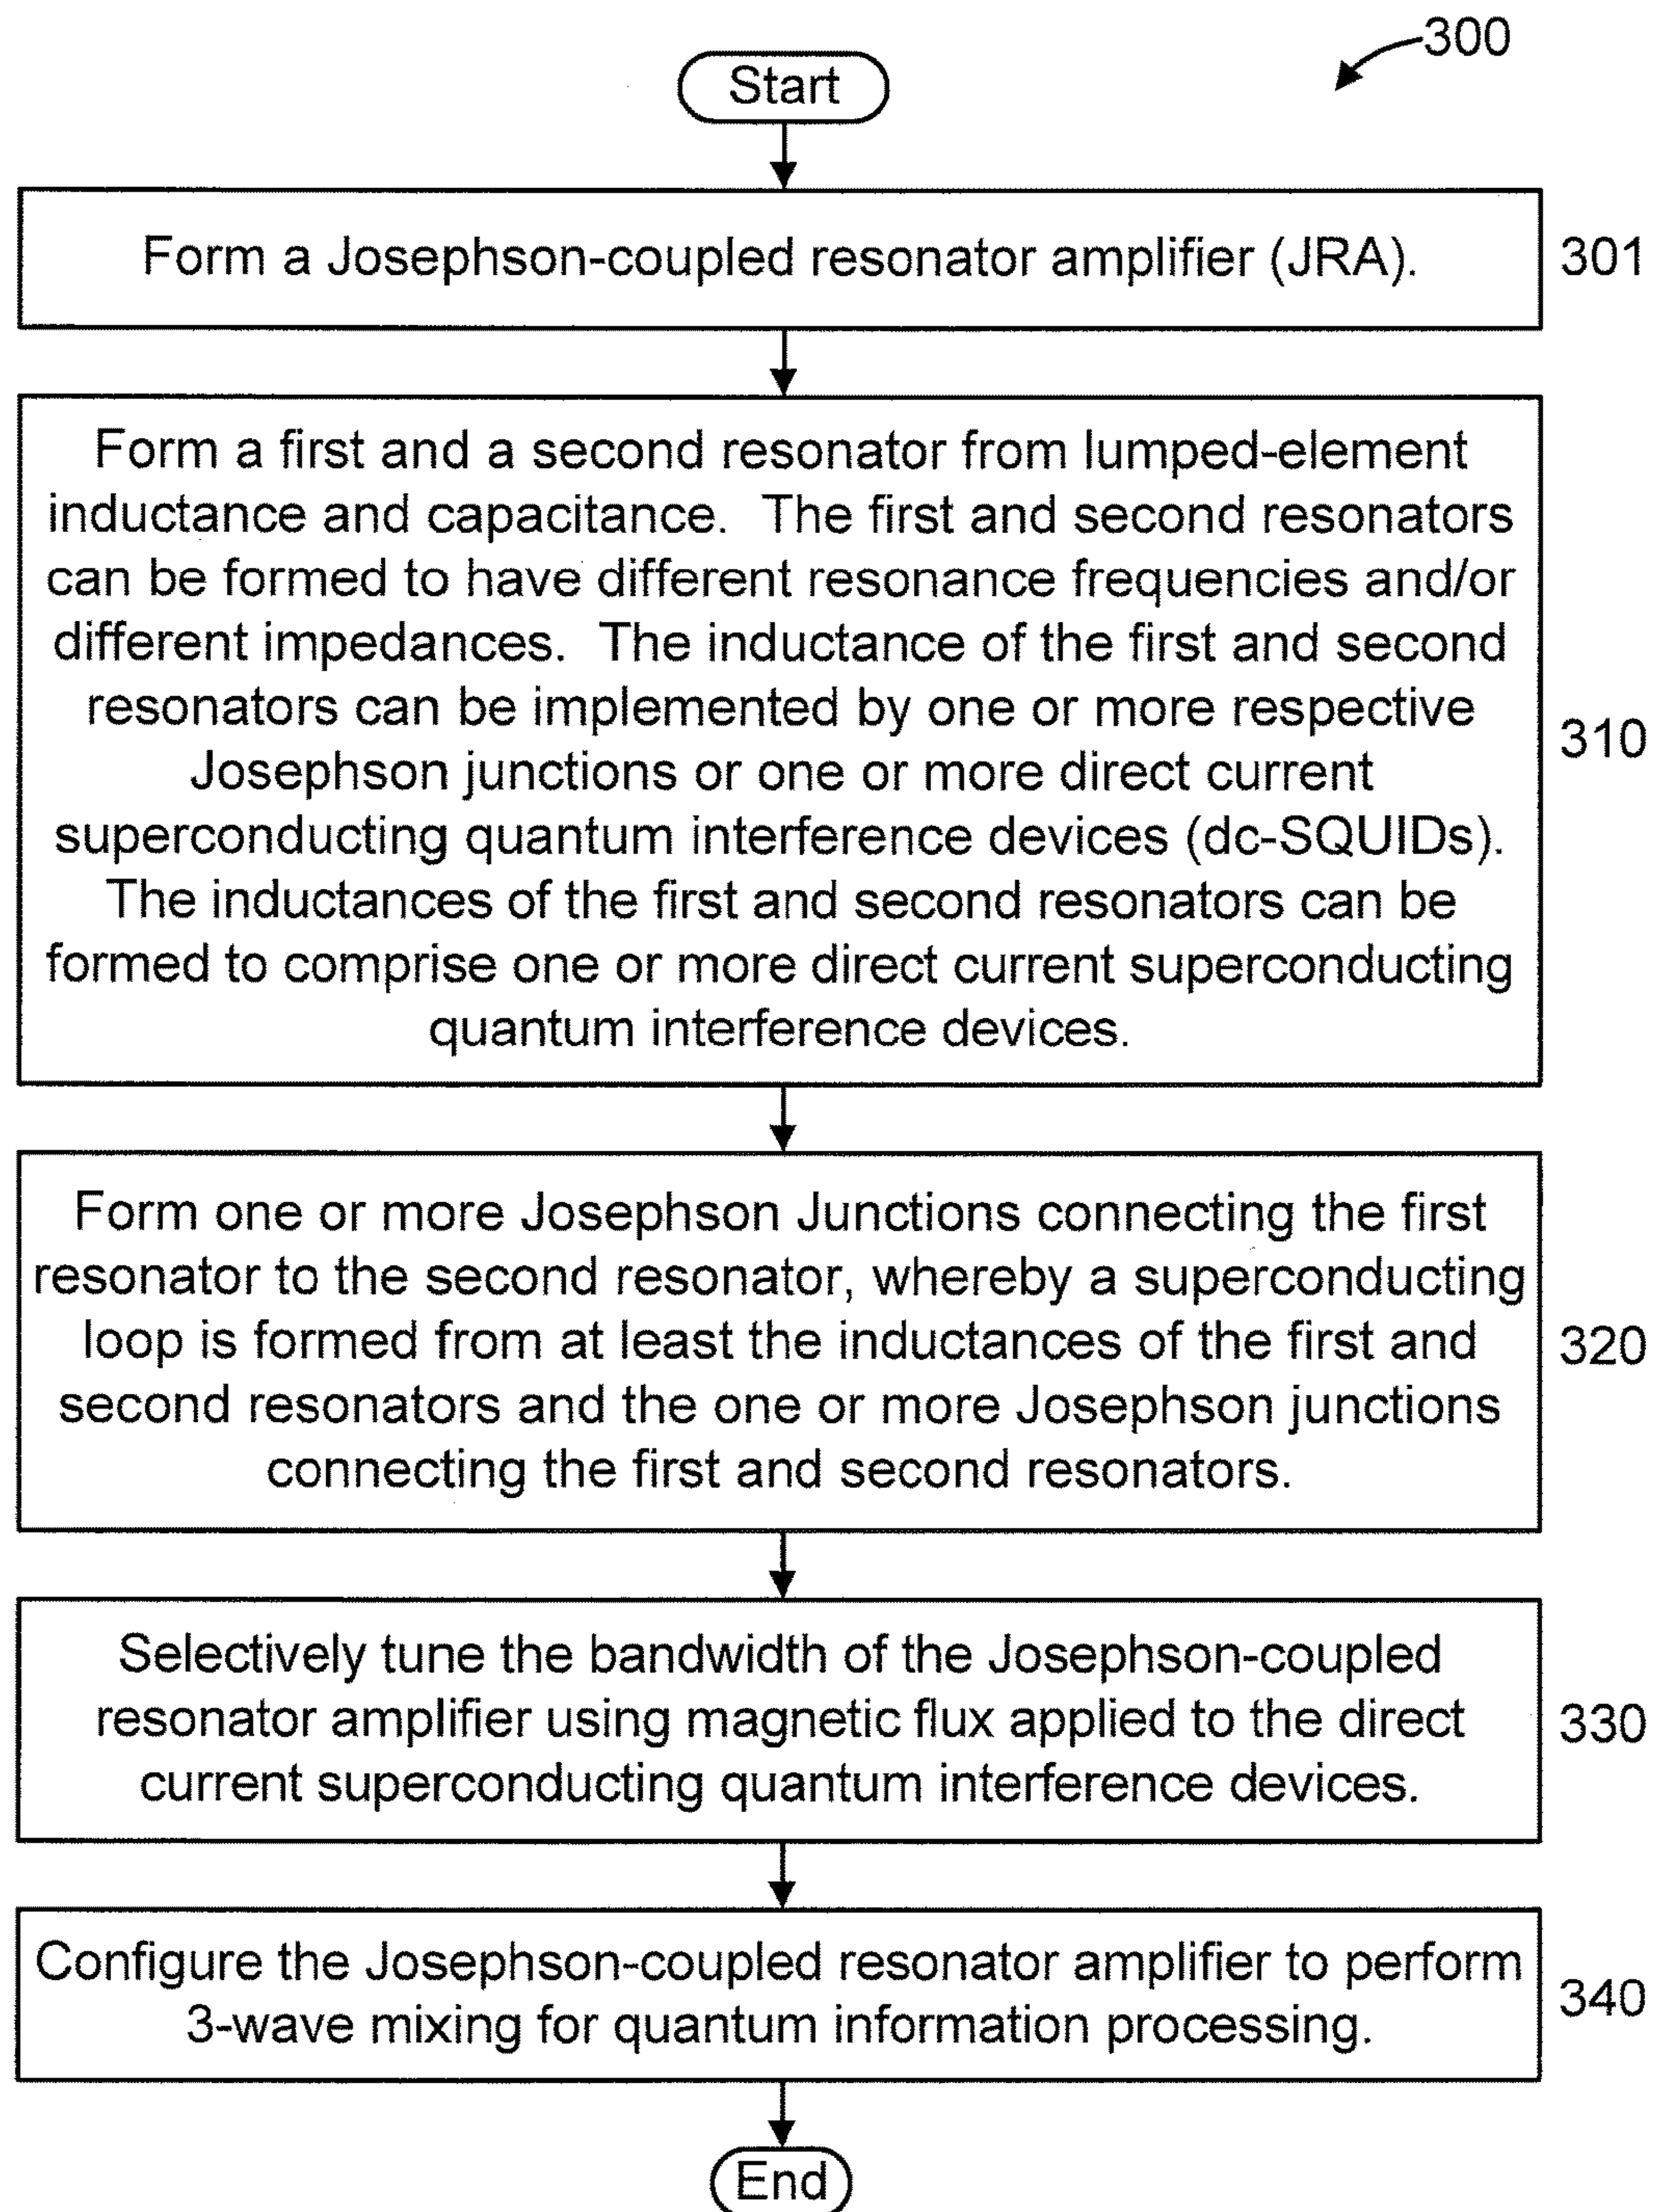 300
Start
Form a Josephson-coupled resonator amplifier (JRA).
301
Form a first and a second resonator from lumped-element
inductance and capacitance. The first and second resonators
can be formed to have different resonance frequencies and/or
different impedances. The inductance of the first and second
resonators can be implemented by one or more respective
Josephson junctions or one or more direct current
superconducting quantum interference devices (dc-SQUIDs).
The inductances of the first and second resonators can be
formed to comprise one or more direct current superconducting
quantum interference devices.
310
Form one or more Josephson Junctions connecting the first
resonator to the second resonator, whereby a superconducting
loop is formed from at least the inductances of the first and
second resonators and the one or more Josephson junctions
connecting the first and second resonators.
320
Selectively tune the bandwidth of the Josephson-coupled
resonator amplifier using magnetic flux applied to the direct
current superconducting quantum interference devices.
330
Configure the Josephson-coupled resonator amplifier to perform
3-wave mixing for quantum information processing.
340
End